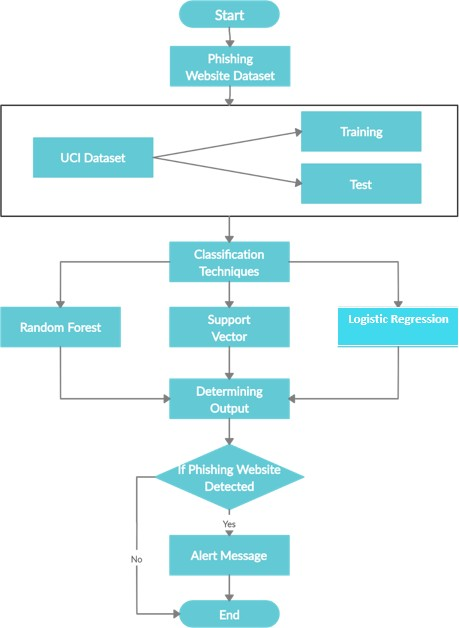 Start
Phishing
Website Dataset
UCI Dataset
Training
Test
Classification
Techniques
Random Forest
Support
Vector
Logistic Regression
Determining
Output
If Phishing Website
Detected
Yes
No
Alert Message
End